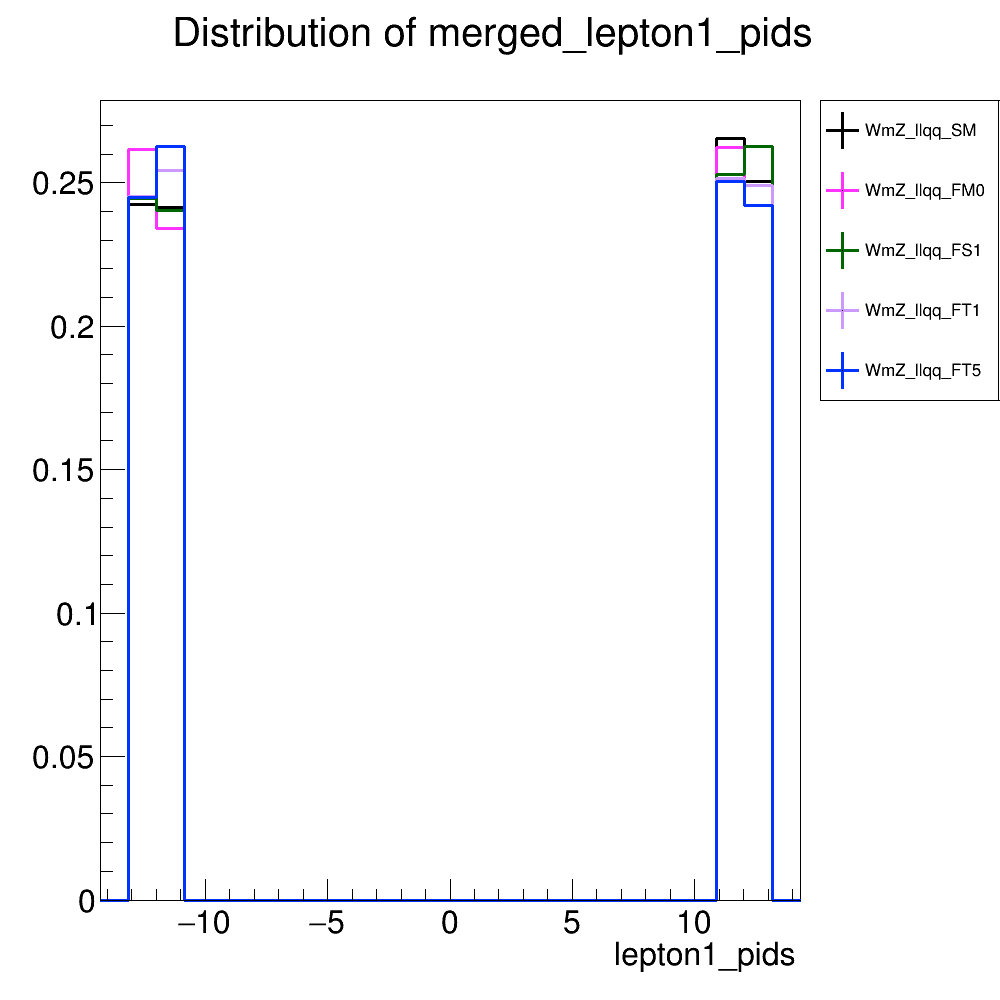 Distribution of merged_lepton1_pids
WmZ_llqq_SM
WmZ_llqq_FM0
WmZ_llqq_FS1
WmZ_llqq_FT1
WmZ_llqq_FT5
0.25
0.2
0.15
0.1
0.05
0
−10 −5 0 5 10
lepton1_pids